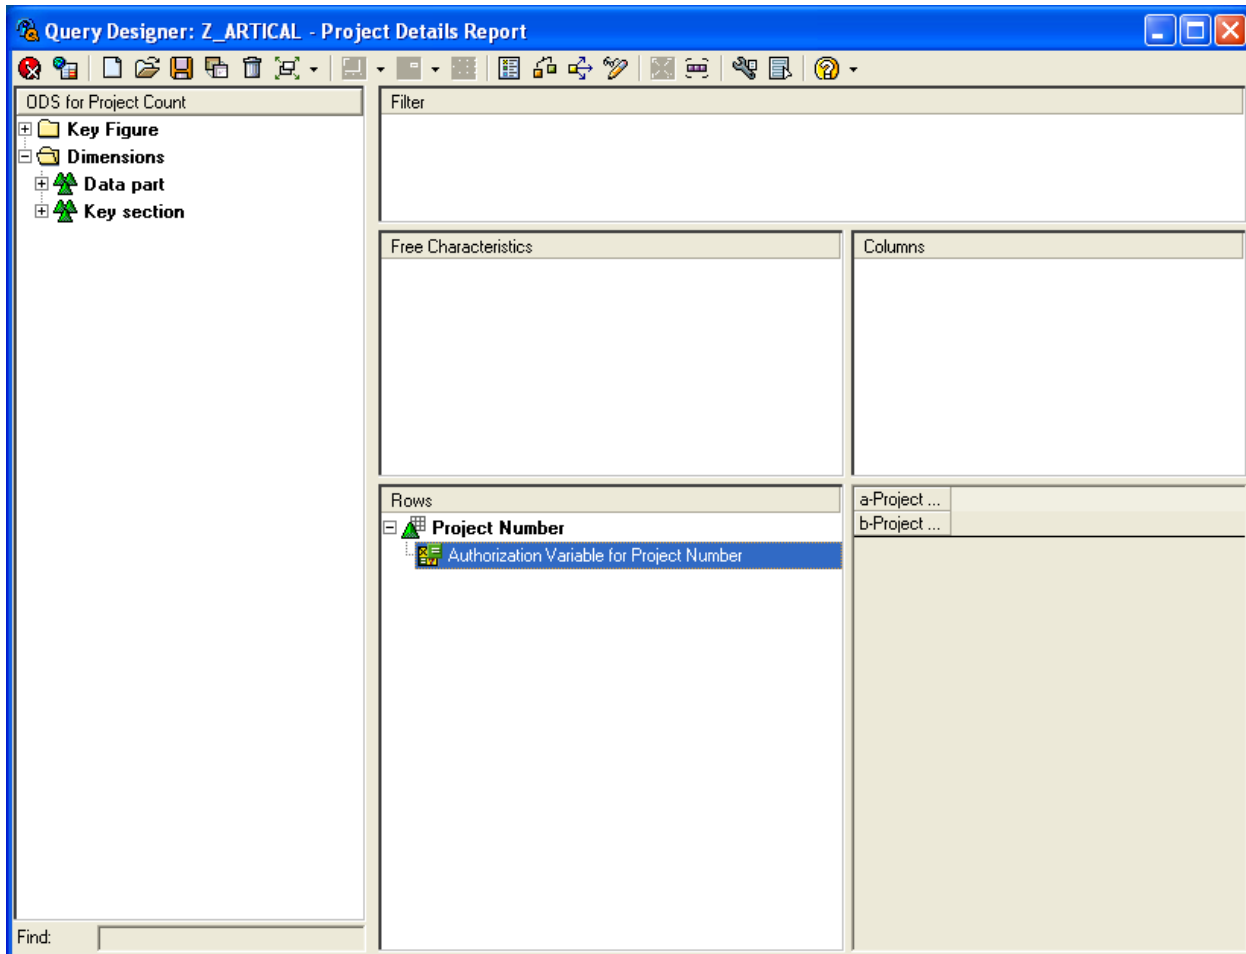 Query Designer: Z_ARTICAL - Project Details Report
ODS for Project Count
Key Figure
Dimensions
Data part
Key section
Find:
Filter
Free Characteristics
Columns
Rows
Project Number
Authorization Variable for Project Number
a-Project ...
b-Project ...